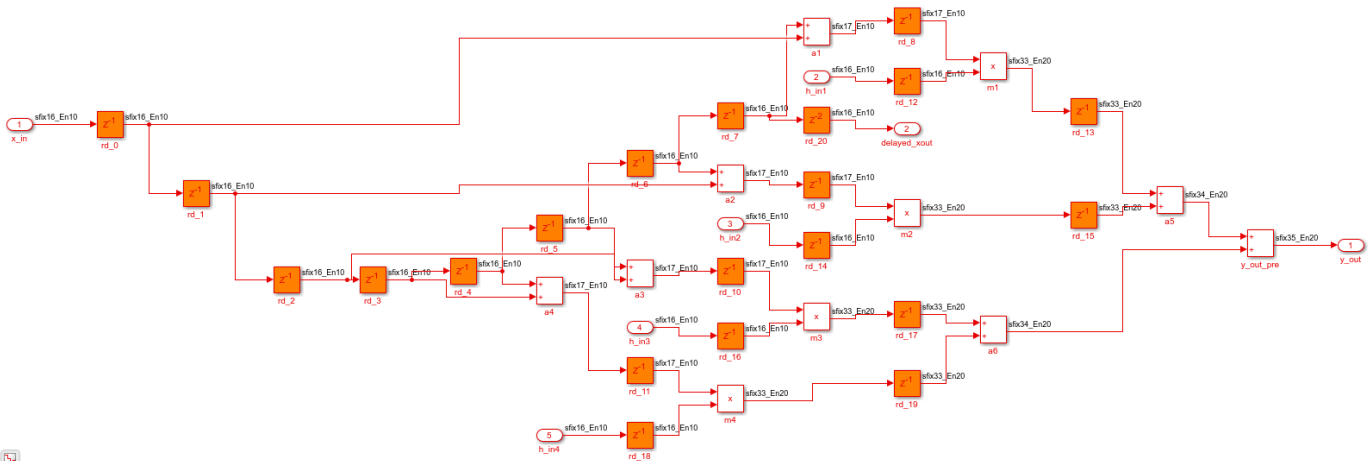 sfix17_En10
sfix17_En10
z-1
rd_8
+
+
a1
sfix16_En10
2
h_in1
z-1
sfix16_En10
rd_12
x
m1
sfix33_En20
z-1
sfix33_En20
rd_13
1
x_in
sfix16_En10
z-1
sfix16_En10
rd_0
z-1
sfix16_En10
rd_7
z-2
rd_20
2
delayed_xout
z-1
sfix16_En10
rd_6
z-1
sfix16_En10
rd_1
+
+
sfix17_En10
a2
z-1
sfix17_En10
rd_9
x
sfix33_En20
m2
z-1
sfix33_En20
rd_15
+
+
sfix34_En20
a5
z-1
sfix16_En10
rd_5
sfix16_En10
3
h_in2
z-1
sfix16_En10
rd_14
+
+
sfix35_En20
y_out_pre
1
y_out
z-1
sfix16_En10
rd_2
z-1
sfix16_En10
rd_3
z-1
sfix16_En10
rd_4
+
+
sfix17_En10
a4
+
+
sfix17_En10
a3
z-1
sfix17_En10
rd_10
sfix16_En10
4
h_in3
z-1
sfix16_En10
rd_16
x
sfix33_En20
m3
z-1
sfix33_En20
rd_17
+
+
sfix34_En20
a6
z-1
sfix17_En10
rd_11
x
sfix33_En20
m4
z-1
sfix33_En20
rd_19
5
sfix16_En10
h_in4
z-1
sfix16_En10
rd_18